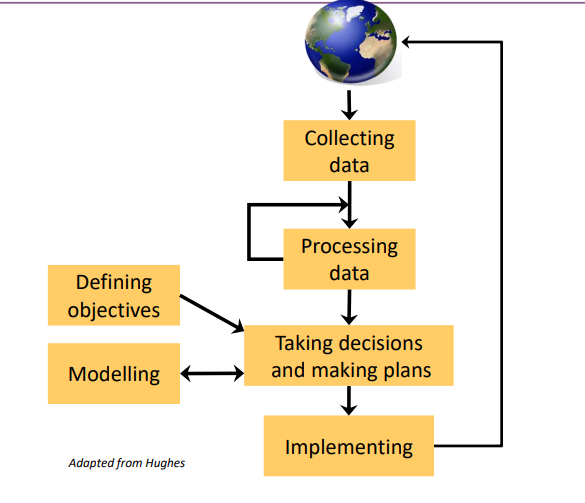 Collecting
data
Processing
data
Defining
objectives
Taking decisions
and making plans
Modelling
Implementing
Adapted from Hughes